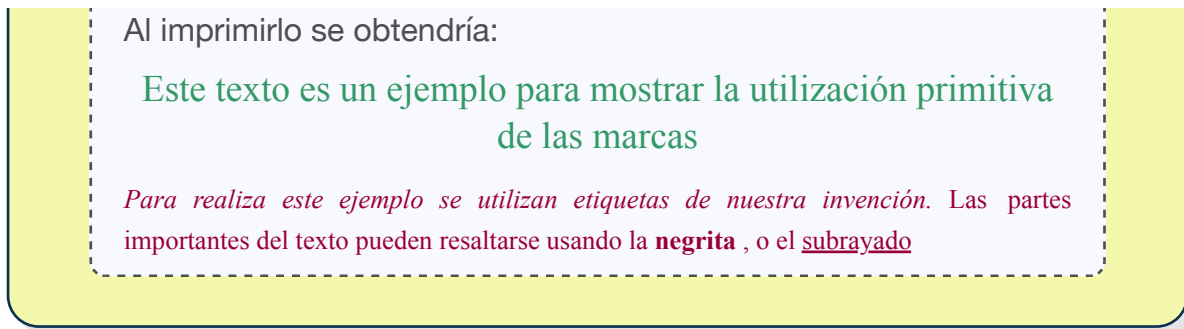 Al imprimirlo se obtendría:
Este texto es un ejemplo para mostrar la utilización primitiva
de las marcas
Para realiza este ejemplo se utilizan etiquetas de nuestra invención. Las partes
importantes del texto pueden resaltarse usando la negrita , o el subrayado